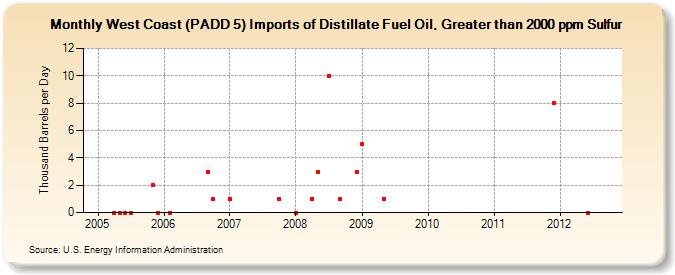 Monthly West Coast (PADD 5) Imports of Distillate Fuel Oil, Greater than 2000 ppm Sulfur
Thousand Barrels per Day
12
10
8
6
4
2
0
2005 2006 2007 2008 2009 2010 2011 2012
Source: U.S. Energy Information Administration